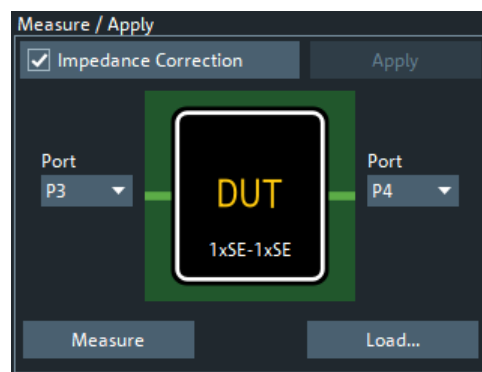 Measure / Apply
Impedance Correction
Apply
Port
P3
DUT
1xSE-1xSE
Port
P4
Measure
Load...